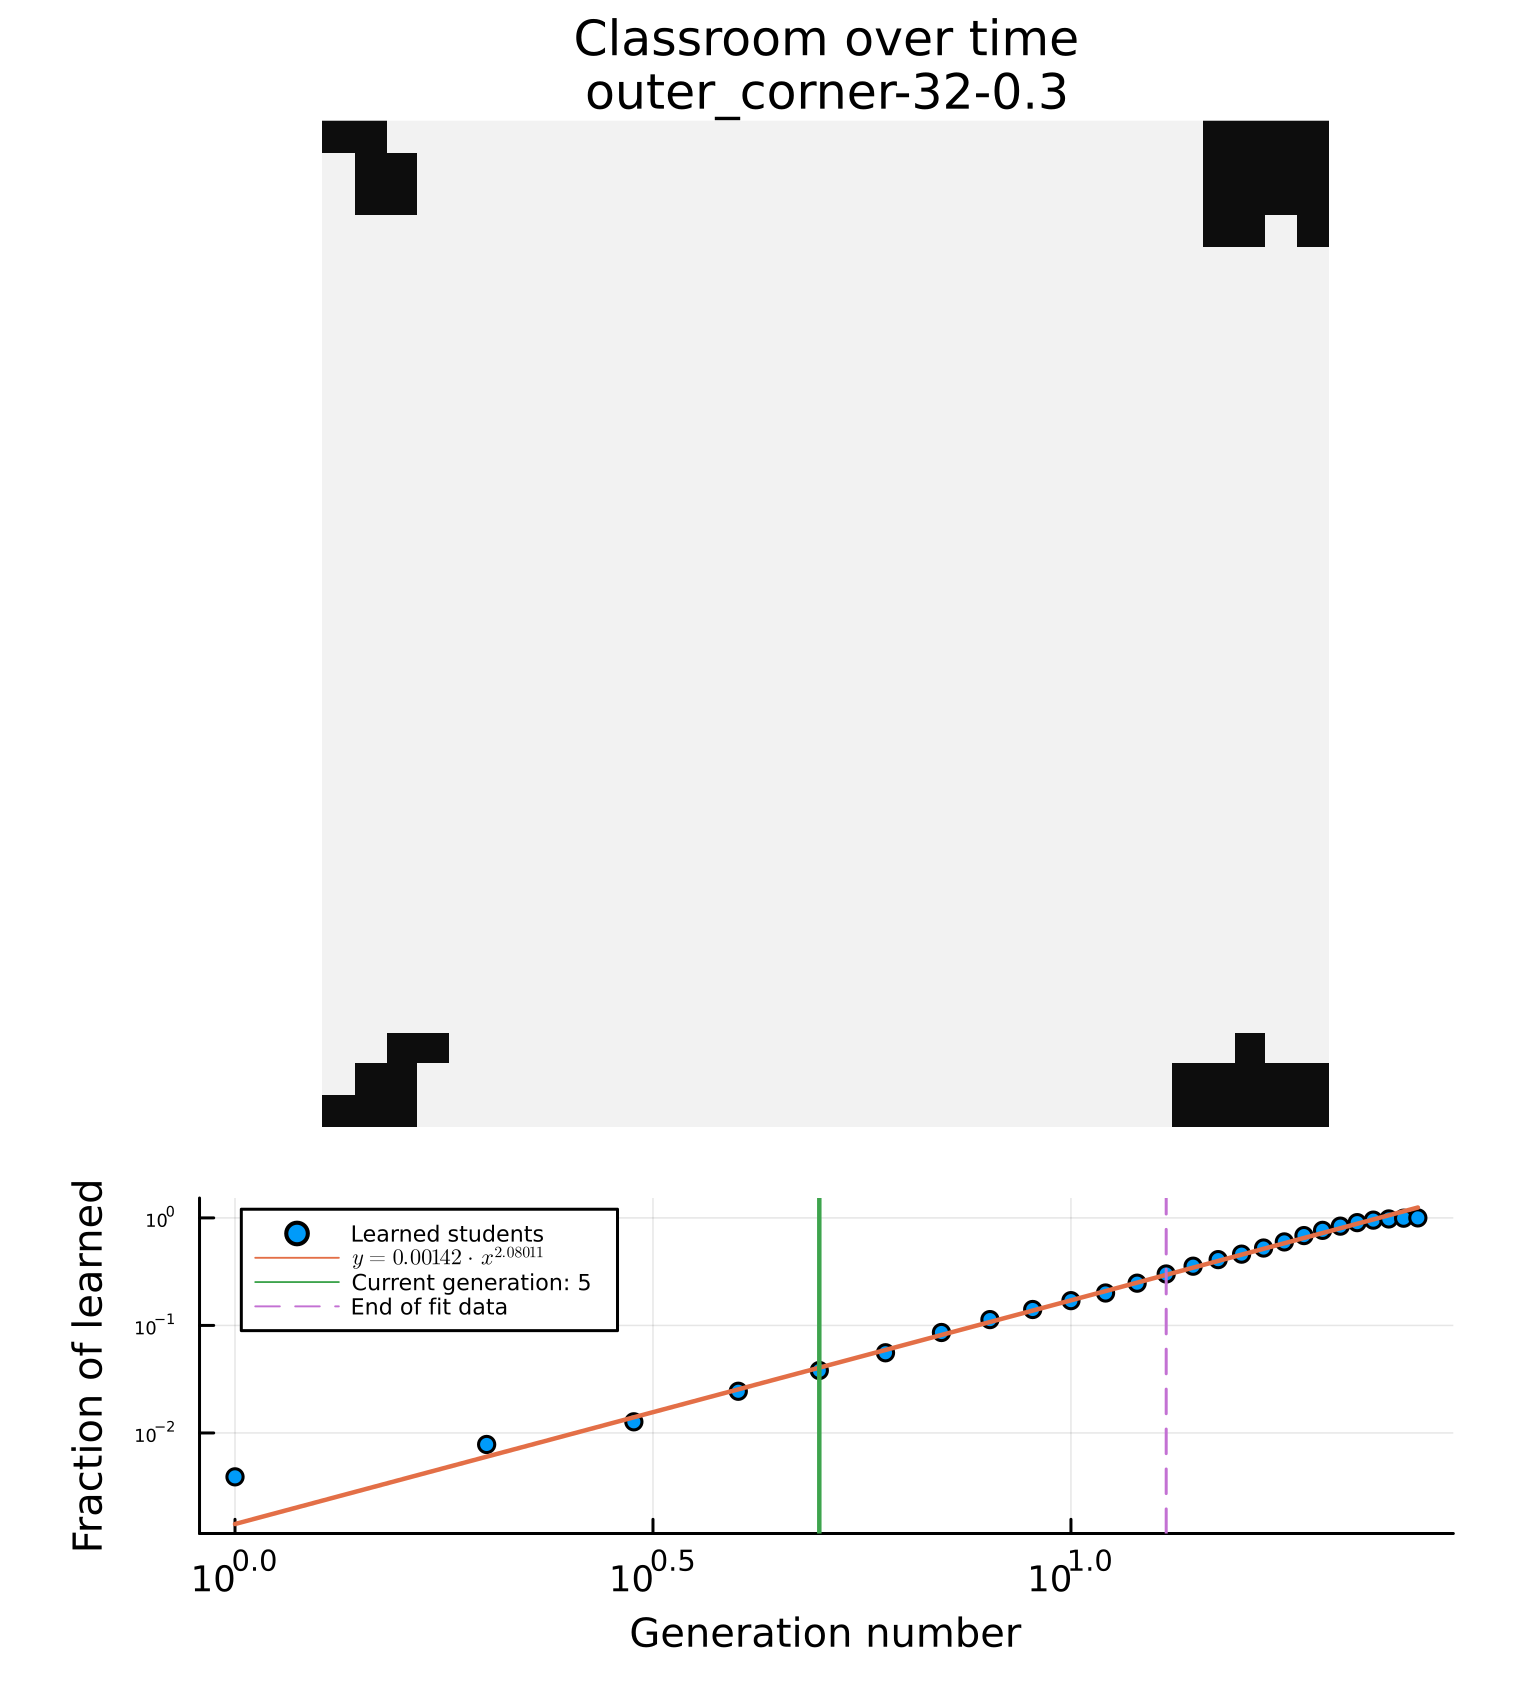 Classroom over time
outer_corner-32-0.3
Fraction of learned
10^0
10^−1
10^−2
Learned students
y = 0.00142 · x^2.08011
Current generation: 5
End of fit data
10^0.0
10^0.5
10^1.0
Generation number